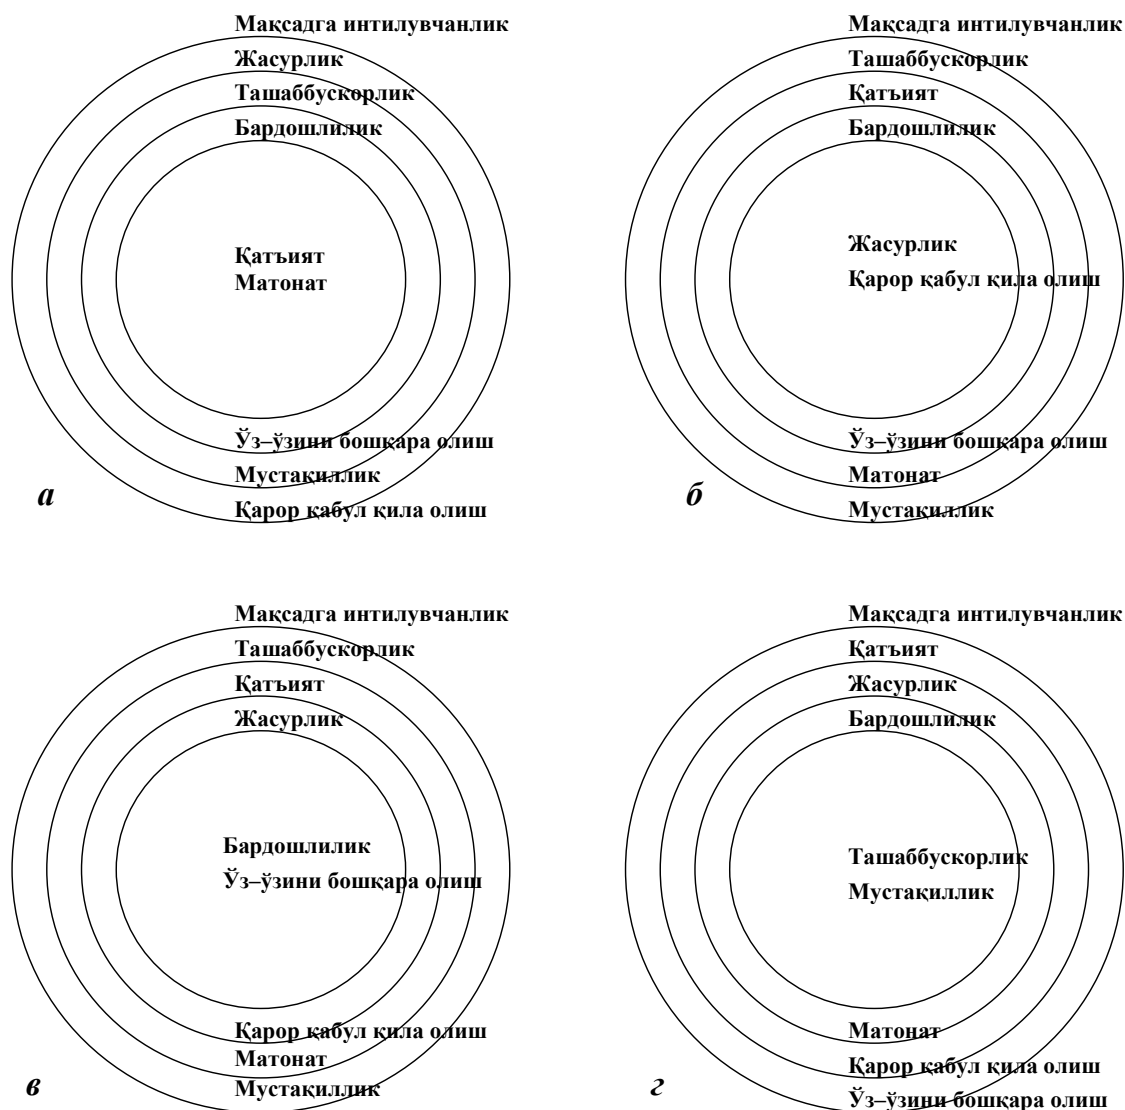 Мақсадга интилувчанлик
Жасурлик
Ташаббускорлик
Бардошлилик
Қатъият
Матонат
Ўз–ўзини бошқара олиш
Мустақиллик
Қарор қабул қила олиш
а
Мақсадга интилувчанлик
Ташаббускорлик
Қатъият
Бардошлилик
Жасурлик
Қарор қабул қила олиш
Ўз–ўзини бошқара олиш
Матонат
Мустақиллик
б
Мақсадга интилувчанлик
Ташаббускорлик
Қатъият
Жасурлик
Бардошлилик
Ўз–ўзини бошқара олиш
Қарор қабул қила олиш
Матонат
Мустақиллик
в
Мақсадга интилувчанлик
Қатъият
Жасурлик
Бардошлилик
Ташаббускорлик
Мустақиллик
Матонат
Қарор қабул қила олиш
Ўз–ўзини бошқара олиш
г